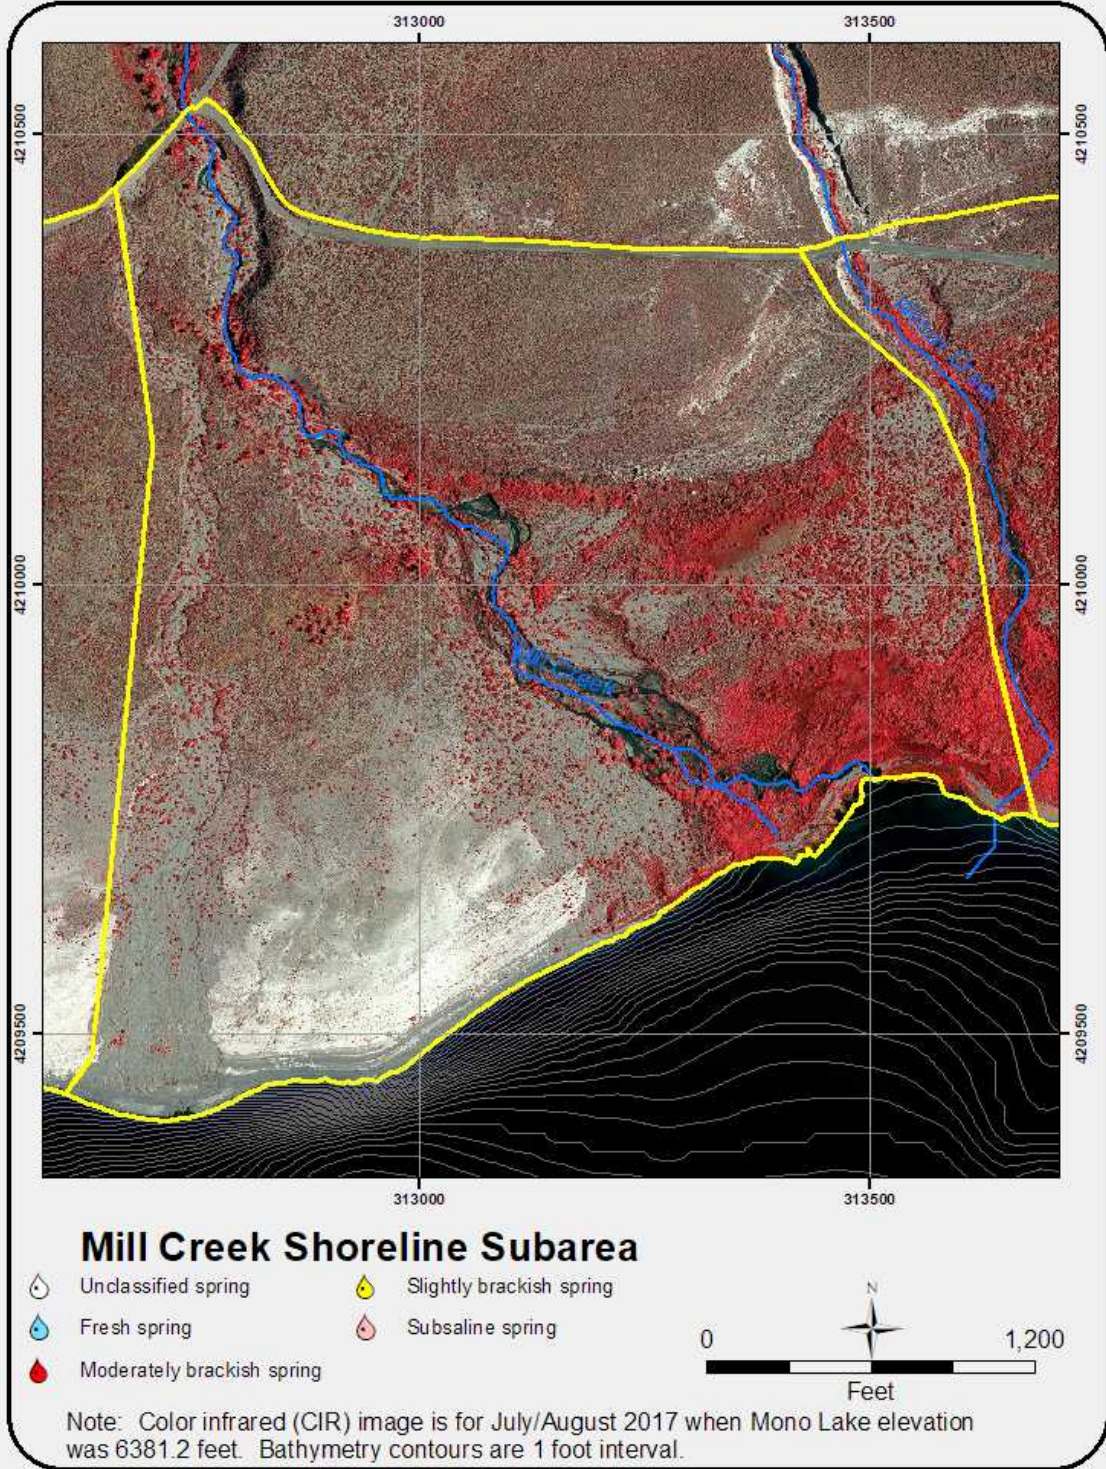 313000
313500
4210500
4210500
4210000
4210000
Mill Creek
4209500
4209500
313000
313500
Mill Creek Shoreline Subarea
Unclassified spring
Slightly brackish spring
Fresh spring
Subsaline spring
Moderately brackish spring
N
0
1,200
Feet
Note: Color infrared (CIR) image is for July/August 2017 when Mono Lake elevation
was 6381.2 feet. Bathymetry contours are 1 foot interval.